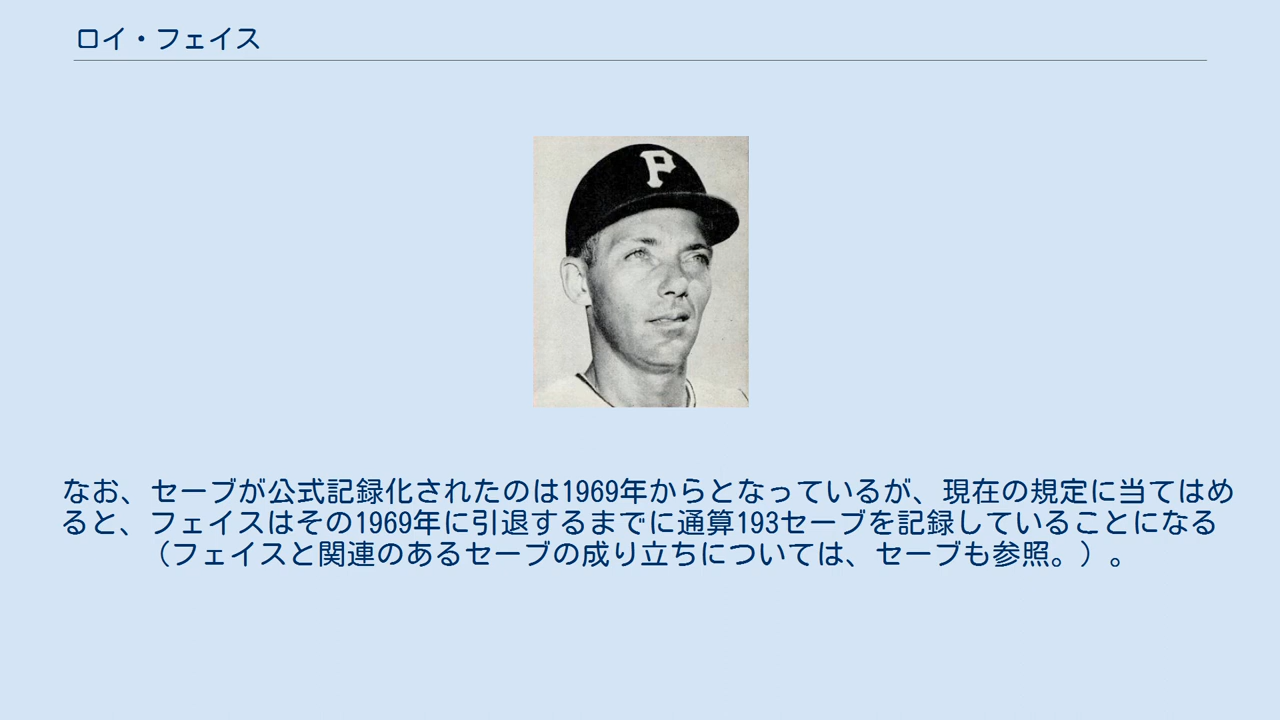 ロイ・フェイス
P
なお、セーブが公式記録化されたのは1969年からとなっているが、現在の規定に当てはめ
ると、フェイスはその1969年に引退するまでに通算193セーブを記録していることになる
（フェイスと関連のあるセーブの成り立ちについては、セーブも参照。）。